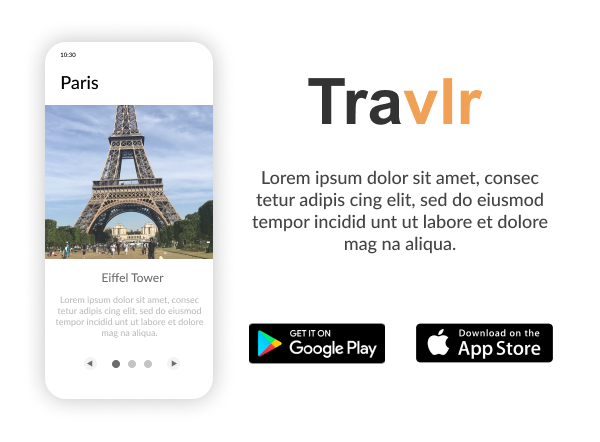 10:30
Paris
Eiffel Tower
Lorem ipsum dolor sit amet, consec
tetur adipis cing elit, sed do eiusmod
tempor incidid unt ut labore et dolore
mag na aliqua.
Travlr
Lorem ipsum dolor sit amet, consec
tetur adipis cing elit, sed do eiusmod
tempor incidid unt ut labore et dolore
mag na aliqua.
GET IT ON
Google Play
Download on the
App Store